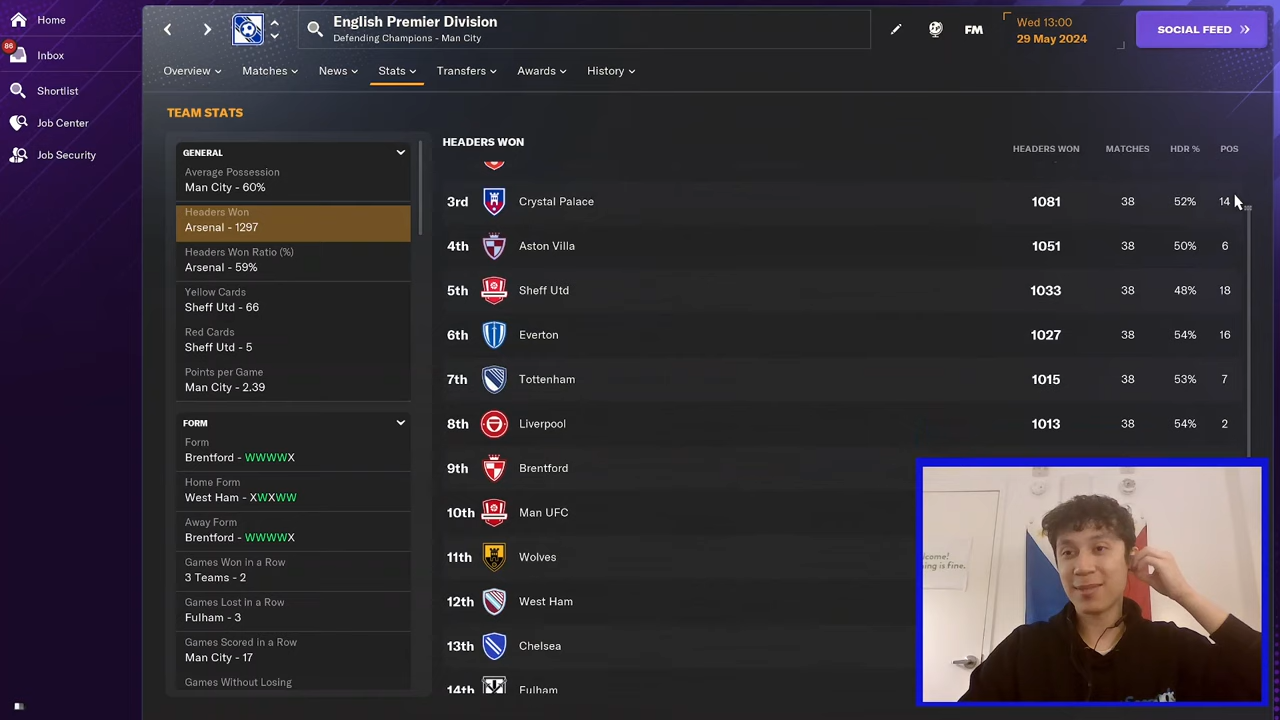 Home
86
Inbox
Shortlist
Job Center
Job Security
English Premier Division
Defending Champions - Man City
Wed 13:00
29 May 2024
FM
SOCIAL FEED
Overview
Matches
News
Stats
Transfers
Awards
History
TEAM STATS
GENERAL
Average Possession
Man City - 60%
Headers Won
Arsenal - 1297
Headers Won Ratio (%)
Arsenal - 59%
Yellow Cards
Sheff Utd - 66
Red Cards
Sheff Utd - 5
Points per Game
Man City - 2.39
FORM
Form
Brentford - WWWWX
Home Form
West Ham - XWXWW
Away Form
Brentford - WWWWX
Games Won in a Row
3 Teams - 2
Games Lost in a Row
Fulham - 3
Games Scored in a Row
Man City - 17
Games Without Losing
HEADERS WON
HEADERS WON MATCHES HDR % POS
3rd Crystal Palace 1081 38 52% 14
4th Aston Villa 1051 38 50% 6
5th Sheff Utd 1033 38 48% 18
6th Everton 1027 38 54% 16
7th Tottenham 1015 38 53% 7
8th Liverpool 1013 38 54% 2
9th Brentford
10th Man UFC
11th Wolves
12th West Ham
13th Chelsea
14th Fulham